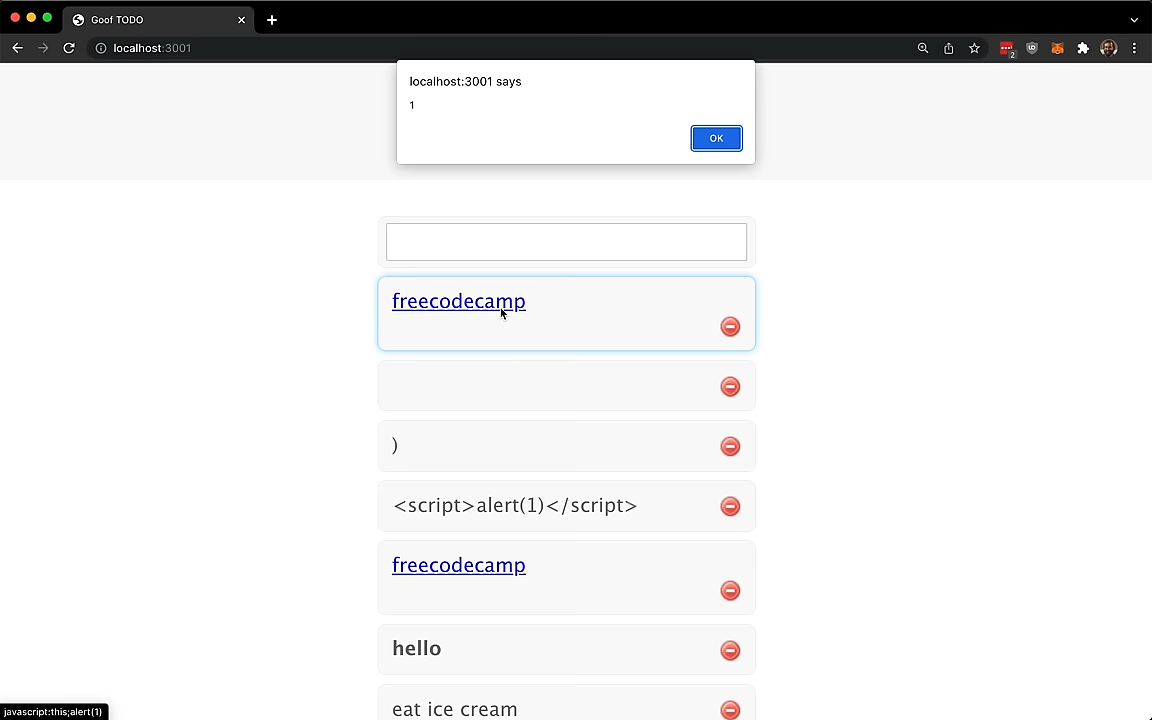 Goof TODO
localhost:3001
2
localhost:3001 says
1
OK
freecodecamp
)
<script>alert(1)</script>
freecodecamp
hello
eat ice cream
javascript:this;alert(1)